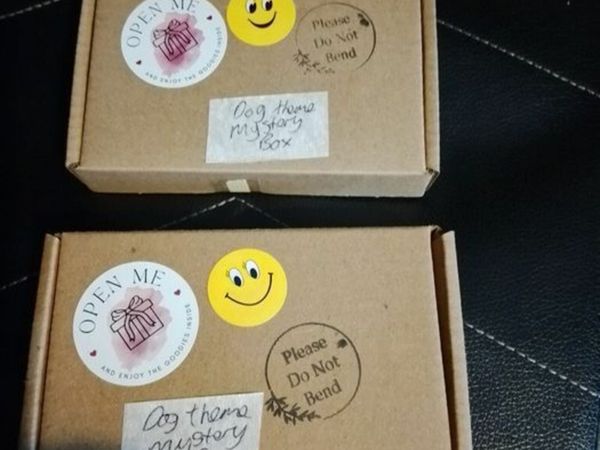 OPEN ME
AND ENJOY THE GOODIES INSIDE
Please
Do Not
Bend
Dog theme
mystery
Box
OPEN ME
AND ENJOY THE GOODIES INSIDE
Please
Do Not
Bend
Dog theme
mystery